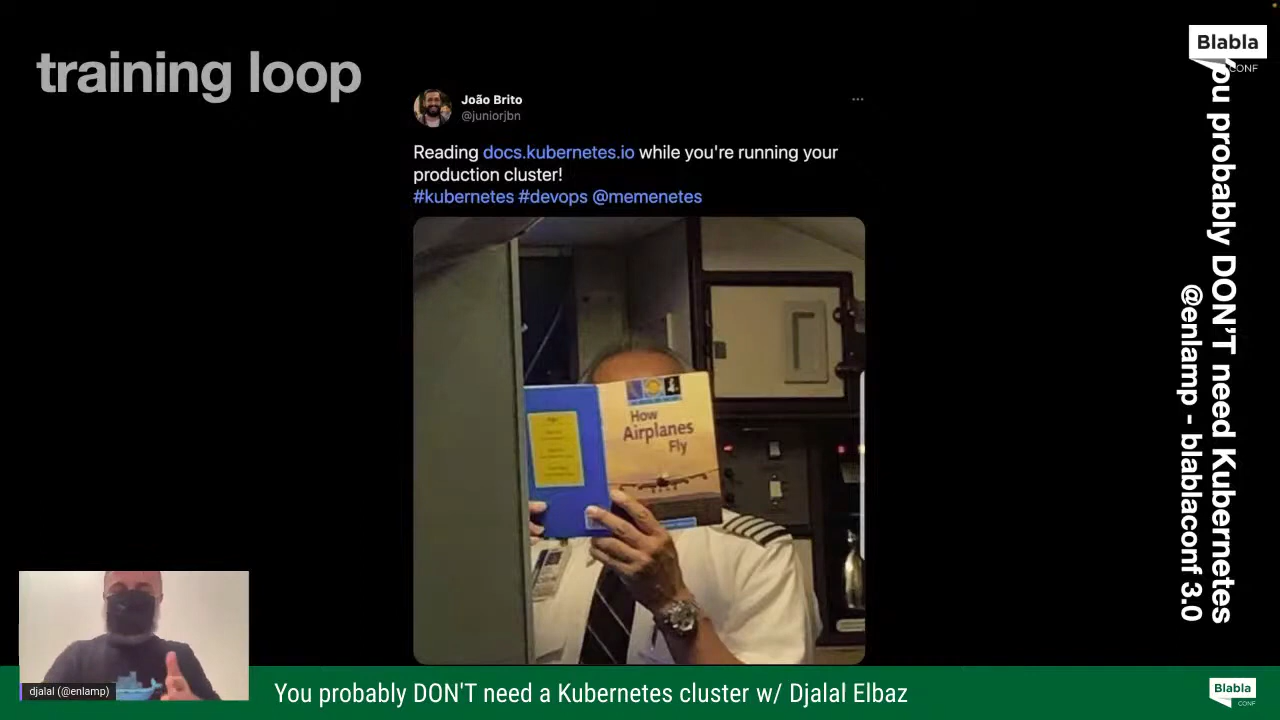 training loop
João Brito
@juniorjbn
Reading docs.kubernetes.io while you're running your
production cluster!
#kubernetes #devops @memenetes
How
Airplanes
Fly
Blabla
CONF
ou probably DON'T need Kubernetes
@enlamp - blablaconf 3.0
djalal (@enlamp)
You probably DON'T need a Kubernetes cluster w/ Djalal Elbaz
Blabla
CONF